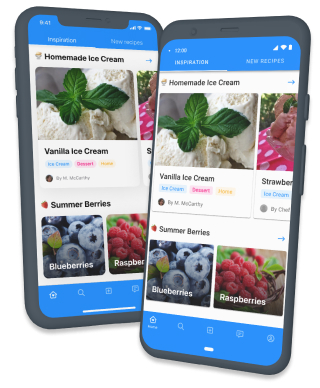 9:41
Inspiration
New recipes
Homemade Ice Cream
Vanilla Ice Cream
Ice Cream
Dessert
Home
By M. McCarthy
Summer Berries
Blueberries
Rasp
12:00
INSPIRATION
NEW RECIPES
Homemade Ice Cream
Vanilla Ice Cream
Ice Cream
Dessert
Home
By M. McCarthy
Strawber
Ice Cream
By Chef
Summer Berries
Blueberries
Raspberries
Home